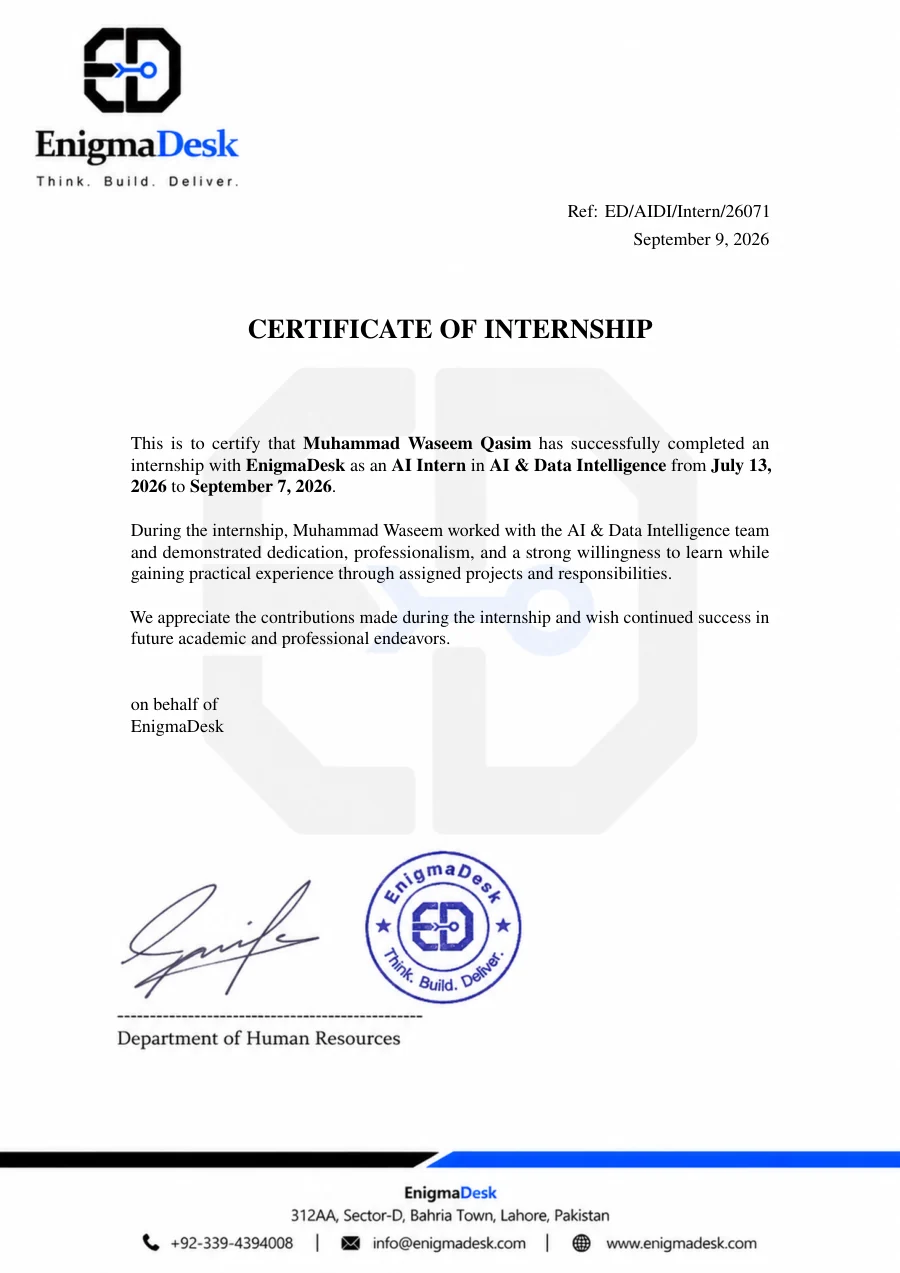 ED
EnigmaDesk
Think. Build. Deliver.
Ref: ED/AIDI/Intern/26071
September 9, 2026
CERTIFICATE OF INTERNSHIP
This is to certify that Muhammad Waseem Qasim has successfully completed an
internship with EnigmaDesk as an AI Intern in AI & Data Intelligence from July 13,
2026 to September 7, 2026.
During the internship, Muhammad Waseem worked with the AI & Data Intelligence team
and demonstrated dedication, professionalism, and a strong willingness to learn while
gaining practical experience through assigned projects and responsibilities.
We appreciate the contributions made during the internship and wish continued success in
future academic and professional endeavors.
on behalf of
EnigmaDesk
EnigmaDesk
ED
Think. Build. Deliver.
-----------------------------------------------
Department of Human Resources
EnigmaDesk
312AA, Sector-D, Bahria Town, Lahore, Pakistan
+92-339-4394008 | info@enigmadesk.com | www.enigmadesk.com